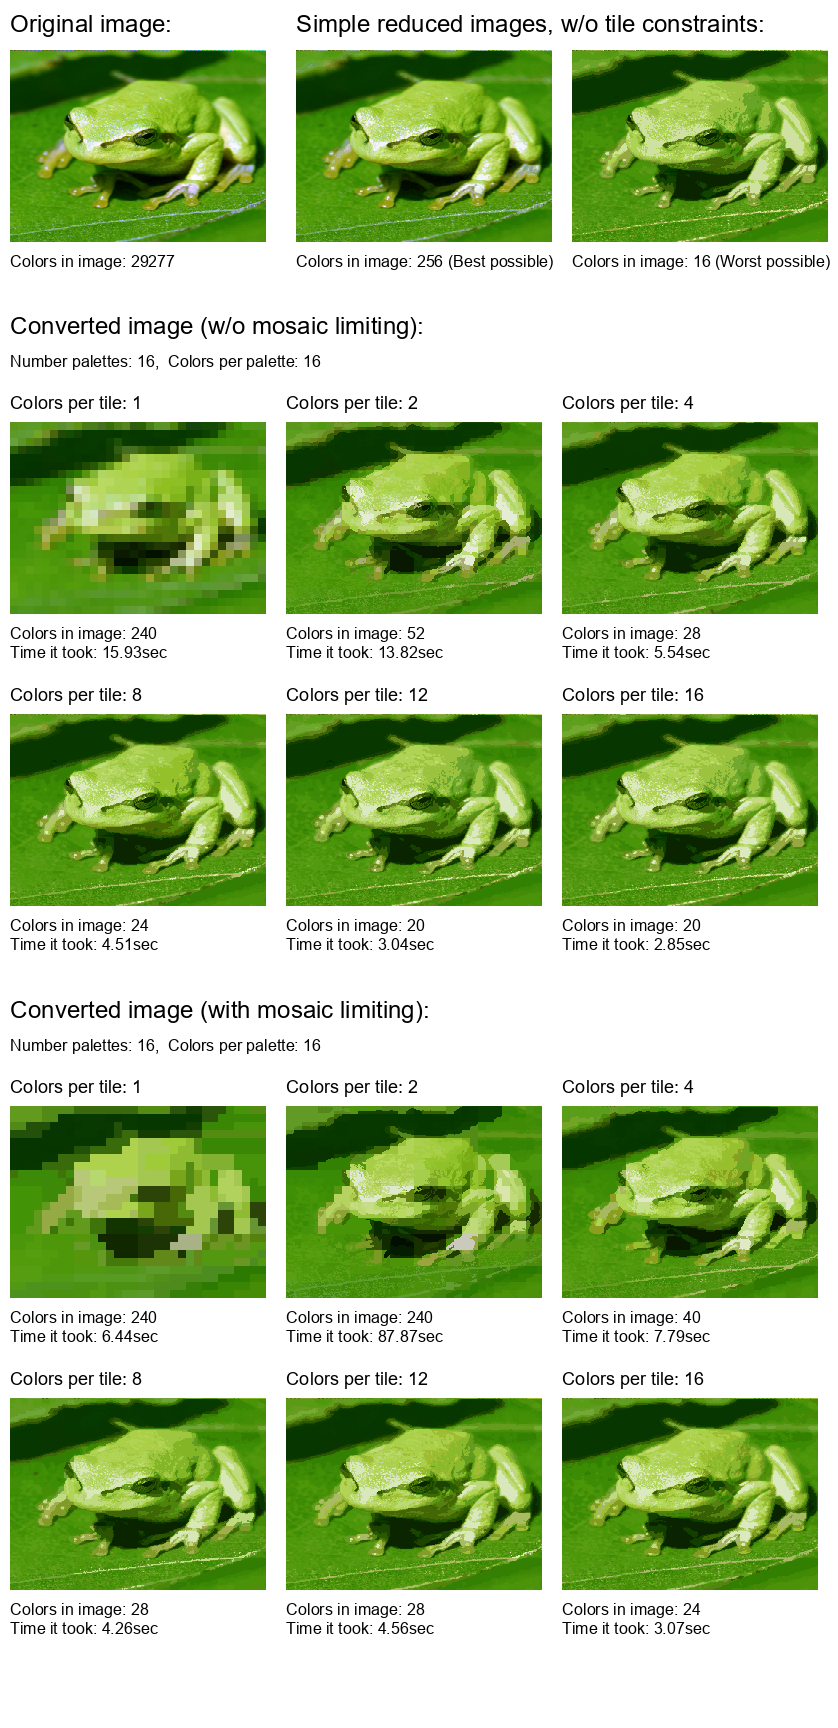 Original image:
Simple reduced images, w/o tile constraints:
Colors in image: 29277
Colors in image: 256 (Best possible)
Colors in image: 16 (Worst possible)
Converted image (w/o mosaic limiting):
Number palettes: 16,  Colors per palette: 16
Colors per tile: 1
Colors per tile: 2
Colors per tile: 4
Colors in image: 240
Time it took: 15.93sec
Colors in image: 52
Time it took: 13.82sec
Colors in image: 28
Time it took: 5.54sec
Colors per tile: 8
Colors per tile: 12
Colors per tile: 16
Colors in image: 24
Time it took: 4.51sec
Colors in image: 20
Time it took: 3.04sec
Colors in image: 20
Time it took: 2.85sec
Converted image (with mosaic limiting):
Number palettes: 16,  Colors per palette: 16
Colors per tile: 1
Colors per tile: 2
Colors per tile: 4
Colors in image: 240
Time it took: 6.44sec
Colors in image: 240
Time it took: 87.87sec
Colors in image: 40
Time it took: 7.79sec
Colors per tile: 8
Colors per tile: 12
Colors per tile: 16
Colors in image: 28
Time it took: 4.26sec
Colors in image: 28
Time it took: 4.56sec
Colors in image: 24
Time it took: 3.07sec